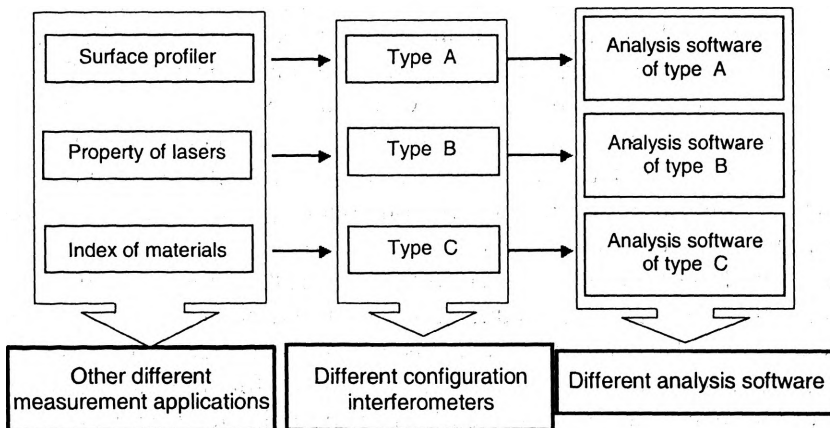 Surface profiler
Type A
Analysis software
of type A
Property of lasers
Type B
Analysis software
of type B
Index of materials
Type C
Analysis software
of type C
Other different
measurement applications
Different configuration
interferometers
Different analysis software